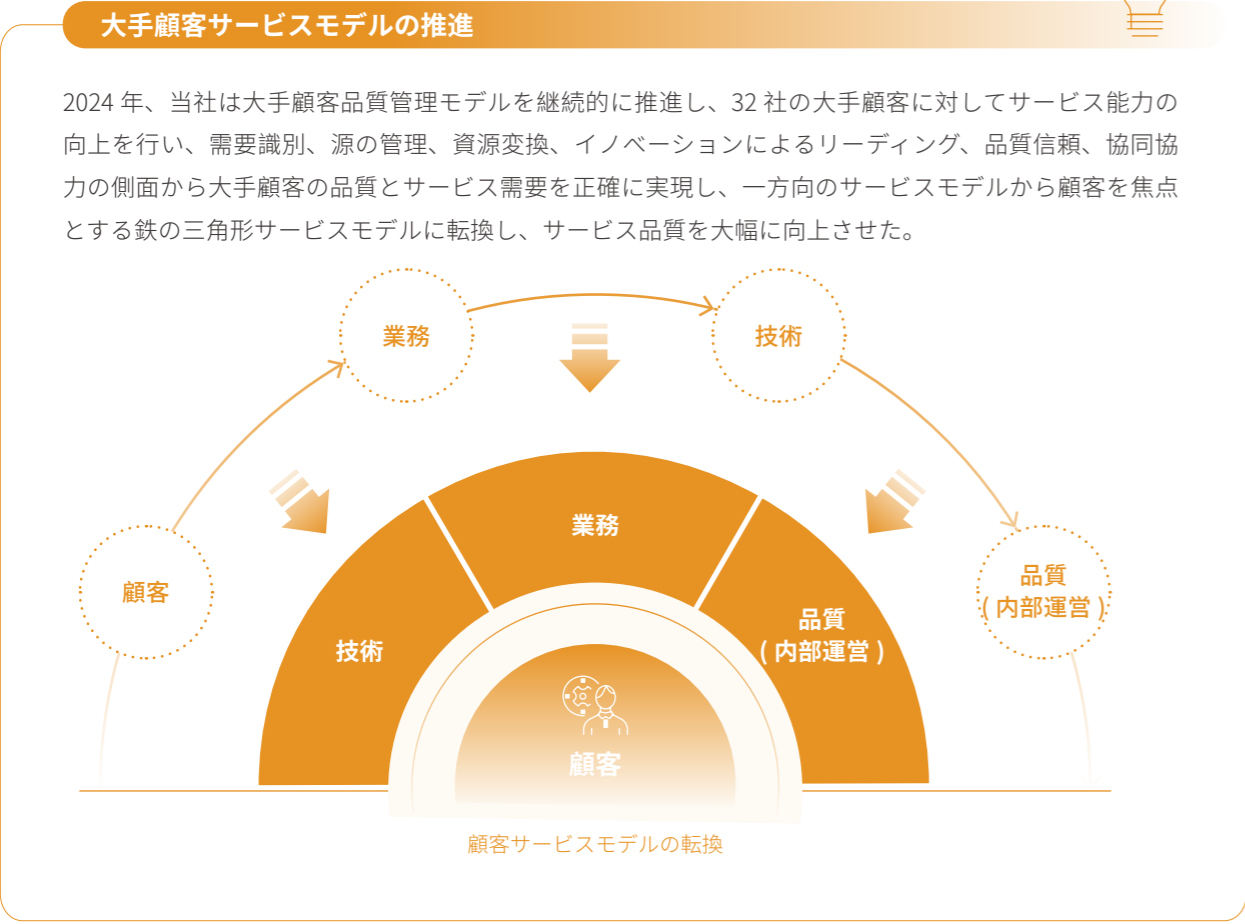 大手顧客サービスモデルの推進
2024 年、当社は大手顧客品質管理モデルを継続的に推進し、32 社の大手顧客に対してサービス能力の
向上を行い、需要識別、源の管理、資源変換、イノベーションによるリーディング、品質信頼、協同協
力の側面から大手顧客の品質とサービス需要を正確に実現し、一方向のサービスモデルから顧客を焦点
とする鉄の三角形サービスモデルに転換し、サービス品質を大幅に向上させた。
業務
技術
顧客
品質
( 内部運営 )
業務
技術
品質
( 内部運営 )
顧客
顧客サービスモデルの転換